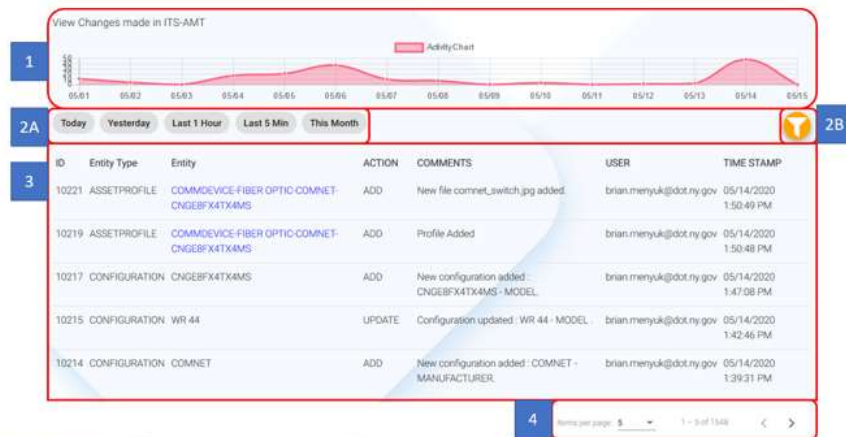 View Changes made in ITS-AMT
Activity Chart
1
05/01 05/02 05/03 05/04 05/05 05/06 05/07 05/08 05/09 05/10 05/11 05/12 05/13 05/14 05/15
2A
Today Yesterday Last 1 Hour Last 5 Min This Month
2B
3
ID Entity Type Entity ACTION COMMENTS USER TIME STAMP
10221 ASSETPROFILE COMMDEVICE-FIBER OPTIC-COMNET- ADD New file comnet_switch.jpg added. brian.menyuk@dot.ny.gov 05/14/2020
CNGE8FX4TX4MS 1:50:49 PM
10219 ASSETPROFILE COMMDEVICE-FIBER OPTIC-COMNET- ADD Profile Added brian.menyuk@dot.ny.gov 05/14/2020
CNGE8FX4TX4MS 1:50:48 PM
10217 CONFIGURATION CNGE8FX4TX4MS ADD New configuration added : brian.menyuk@dot.ny.gov 05/14/2020
CNGE8FX4TX4MS - MODEL. 1:47:08 PM
10215 CONFIGURATION WR 44 UPDATE Configuration updated : WR 44 - MODEL . brian.menyuk@dot.ny.gov 05/14/2020
1:42:46 PM
10214 CONFIGURATION COMNET ADD New configuration added : COMNET - brian.menyuk@dot.ny.gov 05/14/2020
MANUFACTURER. 1:39:31 PM
4
Items per page: 5 1 - 5 of 1548